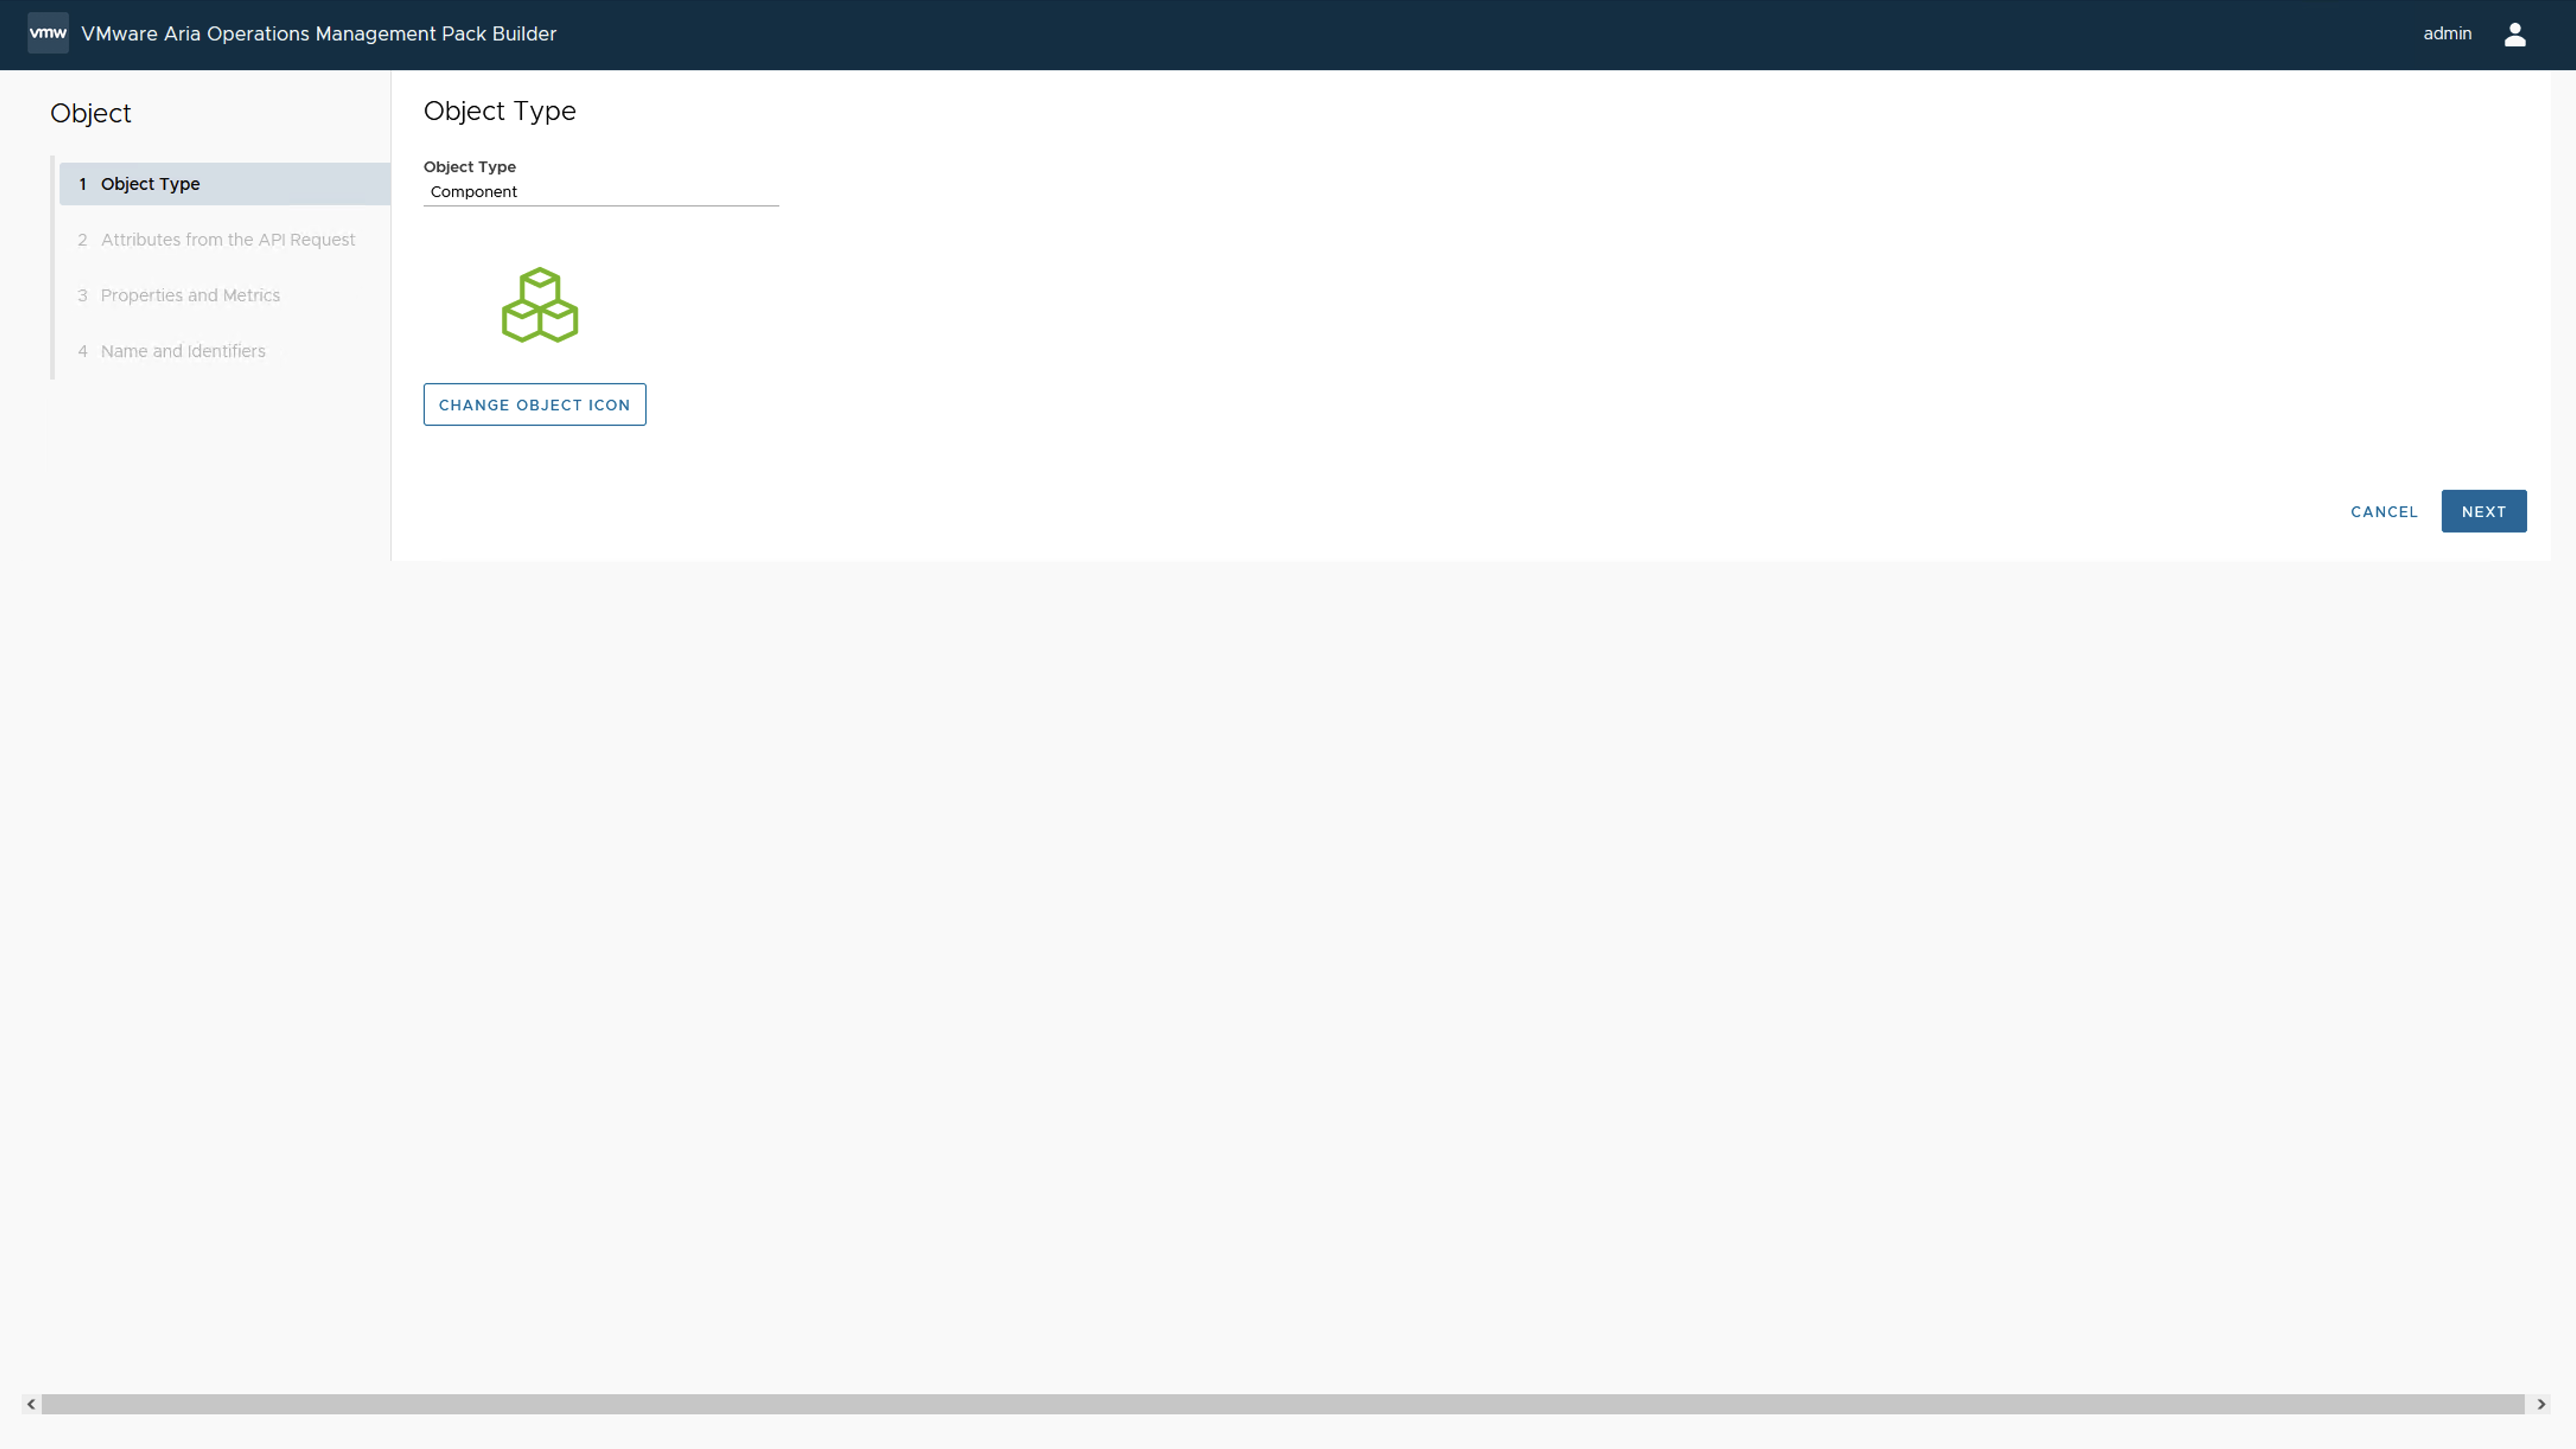 vmw VMware Aria Operations Management Pack Builder
admin
Object
1 Object Type
2 Attributes from the API Request
3 Properties and Metrics
4 Name and Identifiers
Object Type
Object Type
Component
CHANGE OBJECT ICON
CANCEL
NEXT